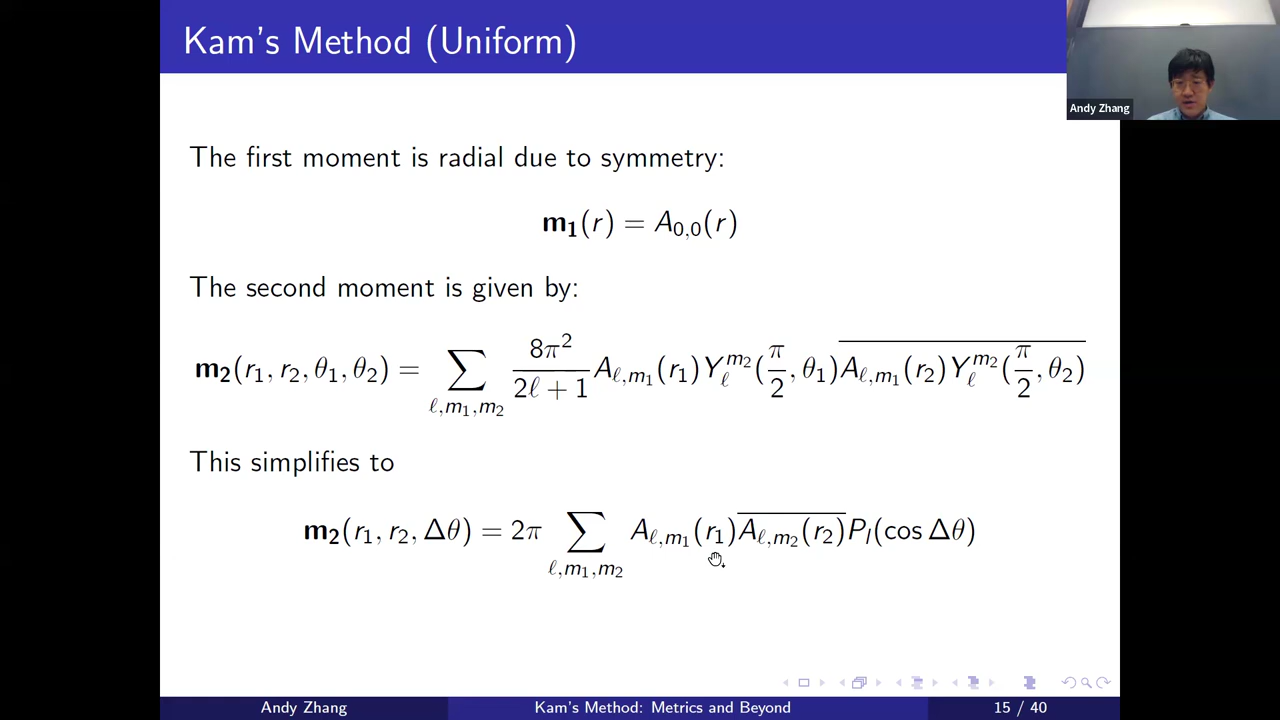 Kam's Method (Uniform)
Andy Zhang
The first moment is radial due to symmetry:
m₁(r) = A₀,₀(r)
The second moment is given by:
m₂(r₁, r₂, θ₁, θ₂) = ∑_{ℓ,m₁,m₂} \frac{8π²}{2ℓ + 1} A_{ℓ,m₁}(r₁) Y_ℓ^{m₂}(\frac{π}{2}, θ₁) \overline{A_{ℓ,m₁}(r₂) Y_ℓ^{m₂}(\frac{π}{2}, θ₂)}
This simplifies to
m₂(r₁, r₂, Δθ) = 2π ∑_{ℓ,m₁,m₂} A_{ℓ,m₁}(r₁) \overline{A_{ℓ,m₂}(r₂)} P_l(cos Δθ)
Andy Zhang Kam's Method: Metrics and Beyond 15 / 40